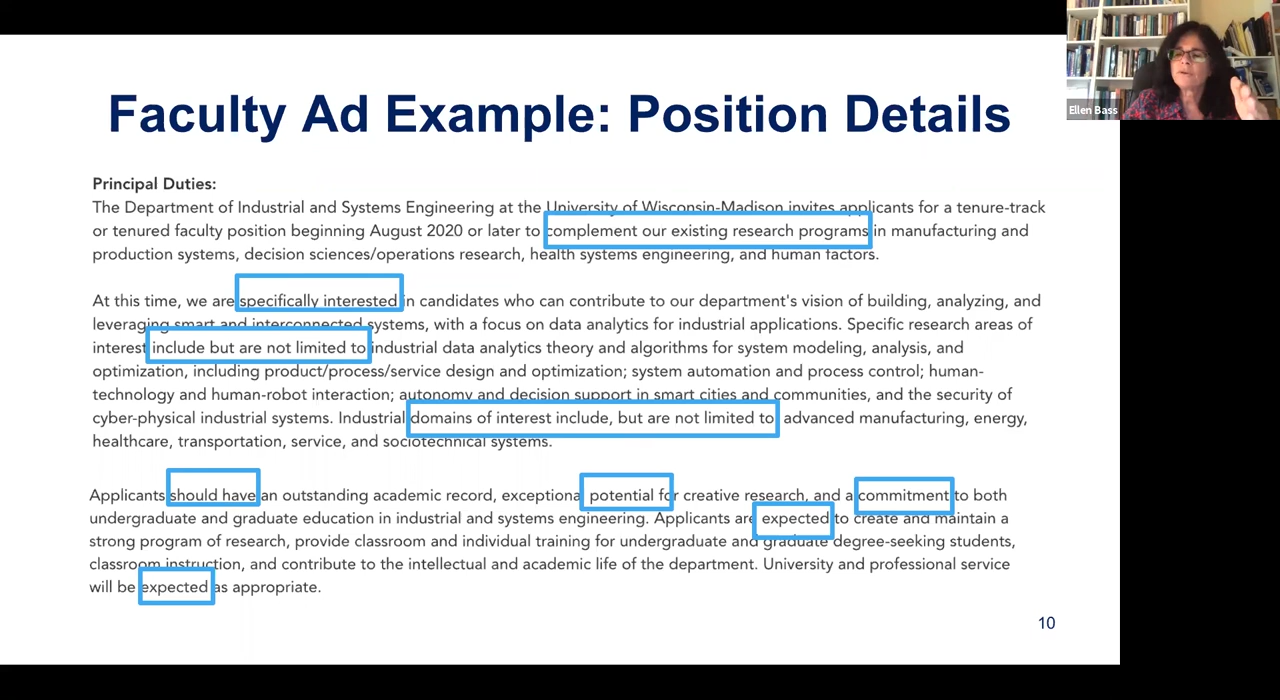 Faculty Ad Example: Position Details
Ellen Bass
Principal Duties:
The Department of Industrial and Systems Engineering at the University of Wisconsin-Madison invites applicants for a tenure-track
or tenured faculty position beginning August 2020 or later to complement our existing research programs in manufacturing and
production systems, decision sciences/operations research, health systems engineering, and human factors.
At this time, we are specifically interested in candidates who can contribute to our department's vision of building, analyzing, and
leveraging smart and interconnected systems, with a focus on data analytics for industrial applications. Specific research areas of
interest include but are not limited to industrial data analytics theory and algorithms for system modeling, analysis, and
optimization, including product/process/service design and optimization; system automation and process control; human-
technology and human-robot interaction; autonomy and decision support in smart cities and communities, and the security of
cyber-physical industrial systems. Industrial domains of interest include, but are not limited to, advanced manufacturing, energy,
healthcare, transportation, service, and sociotechnical systems.
Applicants should have an outstanding academic record, exceptional potential for creative research, and a commitment to both
undergraduate and graduate education in industrial and systems engineering. Applicants are expected to create and maintain a
strong program of research, provide classroom and individual training for undergraduate and graduate degree-seeking students,
classroom instruction, and contribute to the intellectual and academic life of the department. University and professional service
will be expected as appropriate.
10